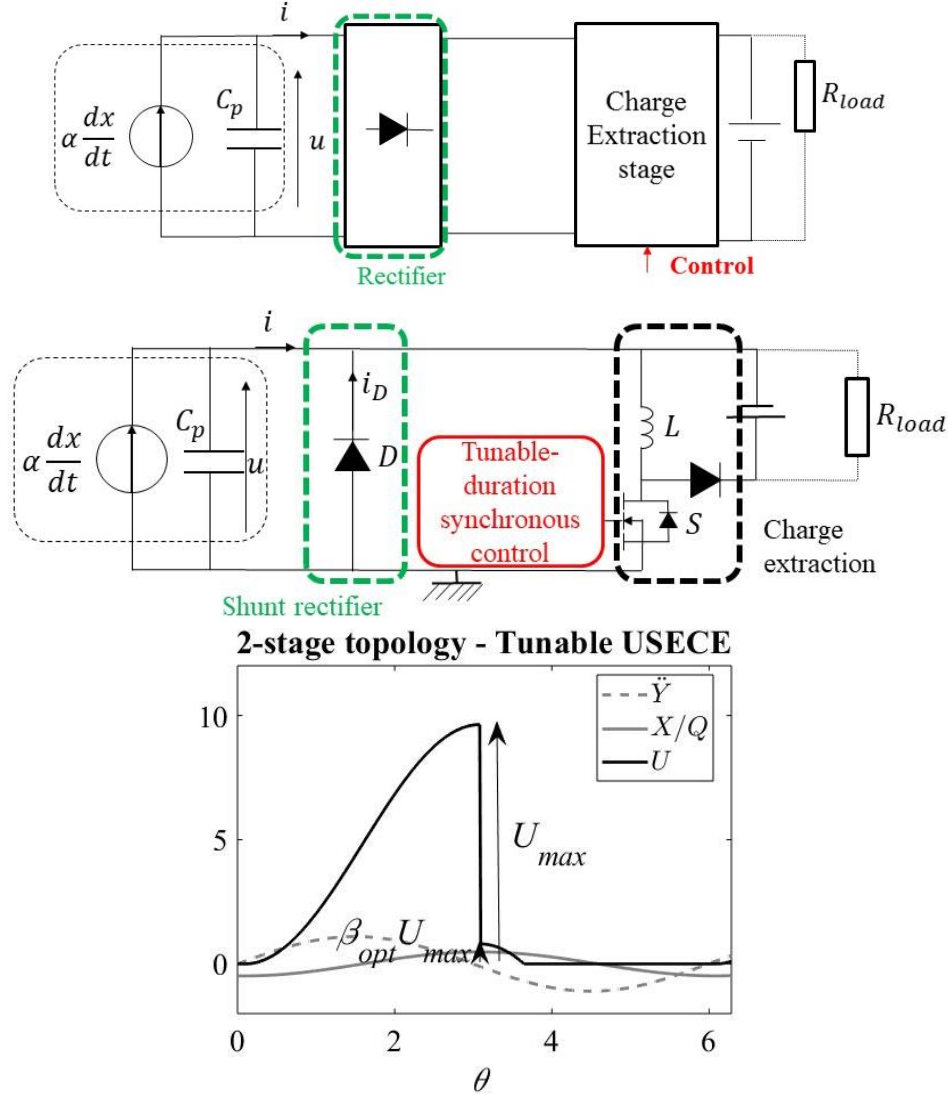 i
α dx/dt
C_p
u
Charge
Extraction
stage
R_load
Rectifier
Control
i
α dx/dt
C_p
u
i_D
D
Tunable-
duration
synchronous
control
L
S
R_load
Charge
extraction
Shunt rectifier
2-stage topology - Tunable USECE
Ÿ
X/Q
U
10
5
0
U_max
β_opt U_max
0
2
4
6
θ